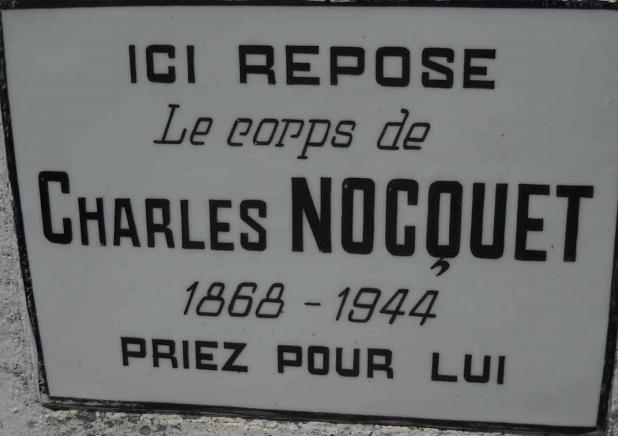 ICI REPOSE
Le corps de
CHARLES NOCQUET
1868 - 1944
PRIEZ POUR LUI